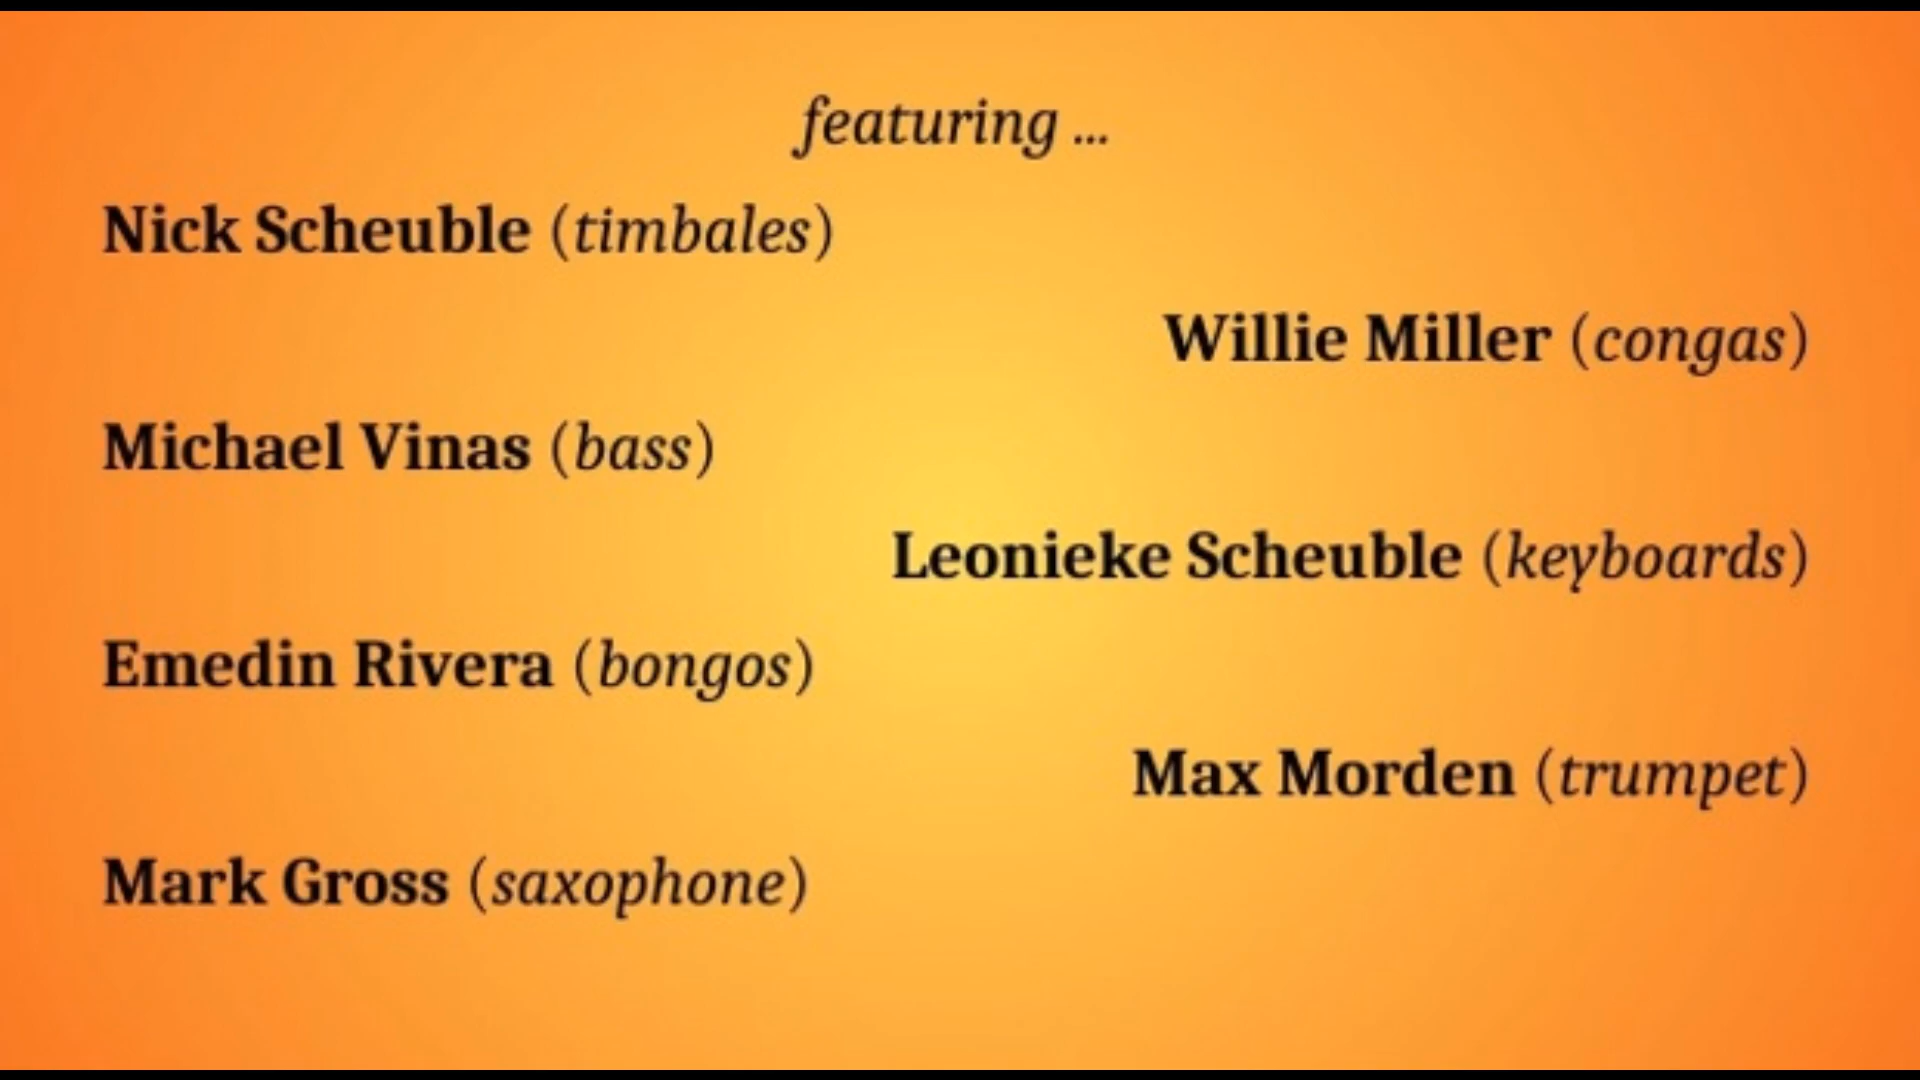 featuring ...
Nick Scheuble (timbales)
Willie Miller (congas)
Michael Vinas (bass)
Leonieke Scheuble (keyboards)
Emedin Rivera (bongos)
Max Morden (trumpet)
Mark Gross (saxophone)